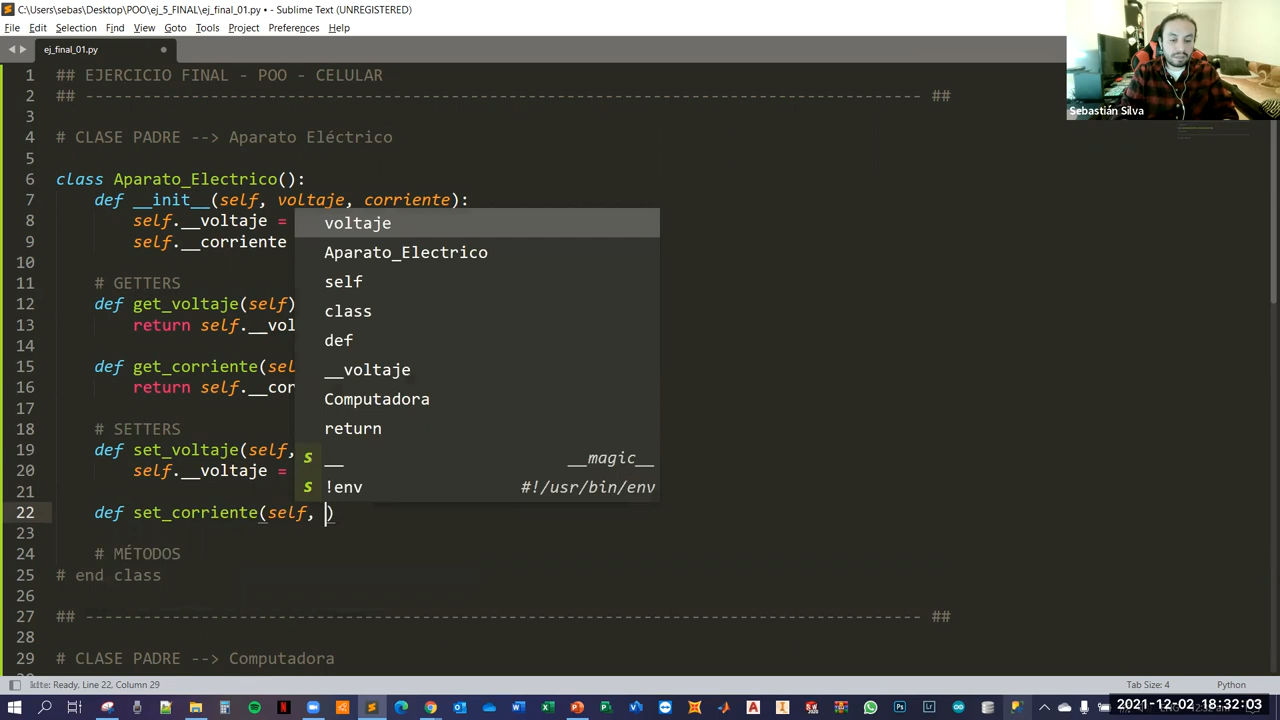 C:\Users\sebas\Desktop\POO\ej_5_FINAL\ej_final_01.py • - Sublime Text (UNREGISTERED)
File Edit Selection Find View Goto Tools Project Preferences Help
ej_final_01.py
Sebastián Silva
1 ## EJERCICIO FINAL - POO - CELULAR
2 ## --------------------------------------------------------------------------------------- ##
3
4 # CLASE PADRE --> Aparato Eléctrico
5
6 class Aparato_Electrico():
7 def __init__(self, voltaje, corriente):
8 self.__voltaje =
9 self.__corriente
10
11 # GETTERS
12 def get_voltaje(self)
13 return self.__vol
14
15 def get_corriente(sel
16 return self.__cor
17
18 # SETTERS
19 def set_voltaje(self,
20 self.__voltaje =
21
22 def set_corriente(self, )
23
24 # MÉTODOS
25 # end class
26
27 ## --------------------------------------------------------------------------------------- ##
28
29 # CLASE PADRE --> Computadora
voltaje
Aparato_Electrico
self
class
def
__voltaje
Computadora
return
s __ __magic__
s !env #!/usr/bin/env
Ready, Line 22, Column 29
Tab Size: 4
Python
2021-12-02 18:32:03